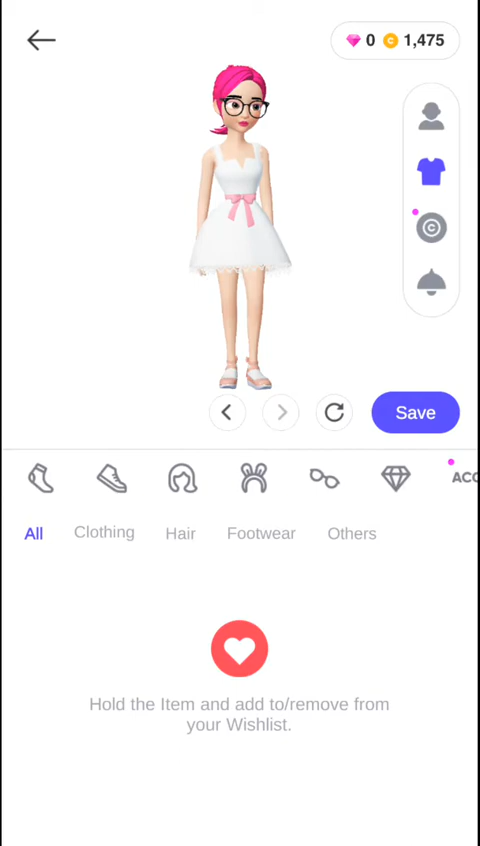 0 C 1,475
C
Save
ACC
All Clothing Hair Footwear Others
Hold the Item and add to/remove from
your Wishlist.